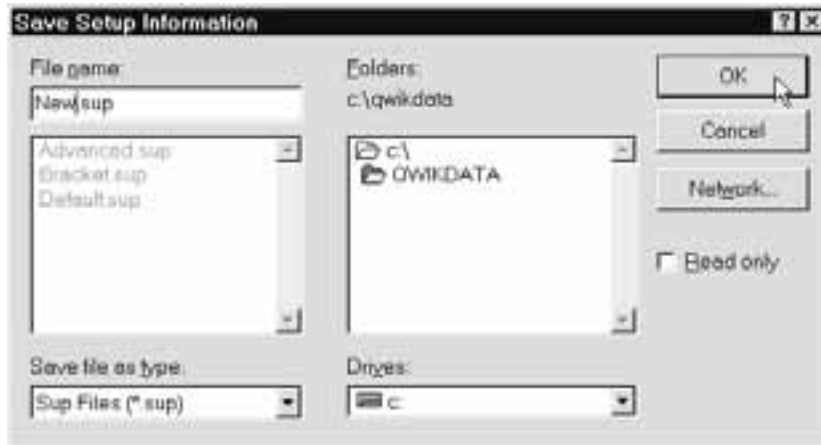 Save Setup Information
File name:
New.sup
Advanced.sup
Bracket.sup
Default.sup
Save file as type:
Sup Files (*.sup)
Folders:
c:\qwikdata
c:\
QWIKDATA
Drives:
c:
OK
Cancel
Network...
Read only